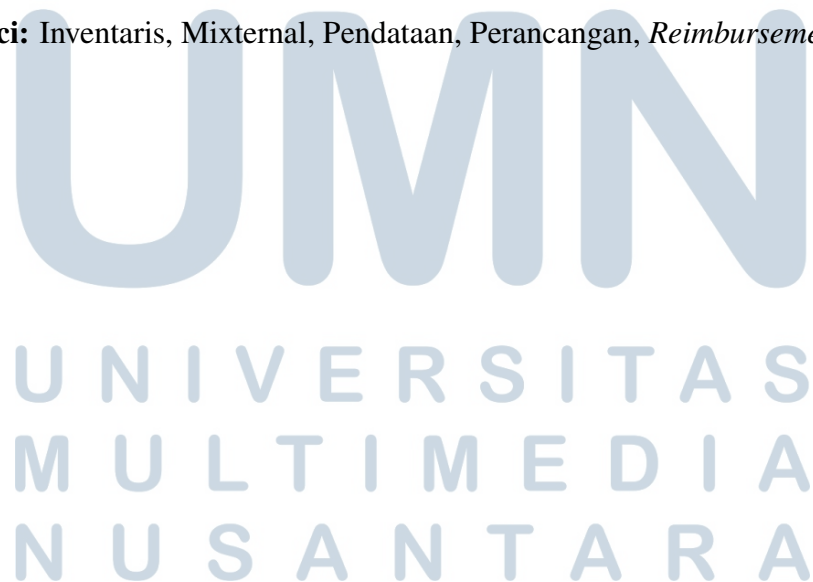 ci: Inventaris, Mixternal, Pendataan, Perancangan, Reimburseme
UMN
UNIVERSITAS
MULTIMEDIA
NUSANTARA